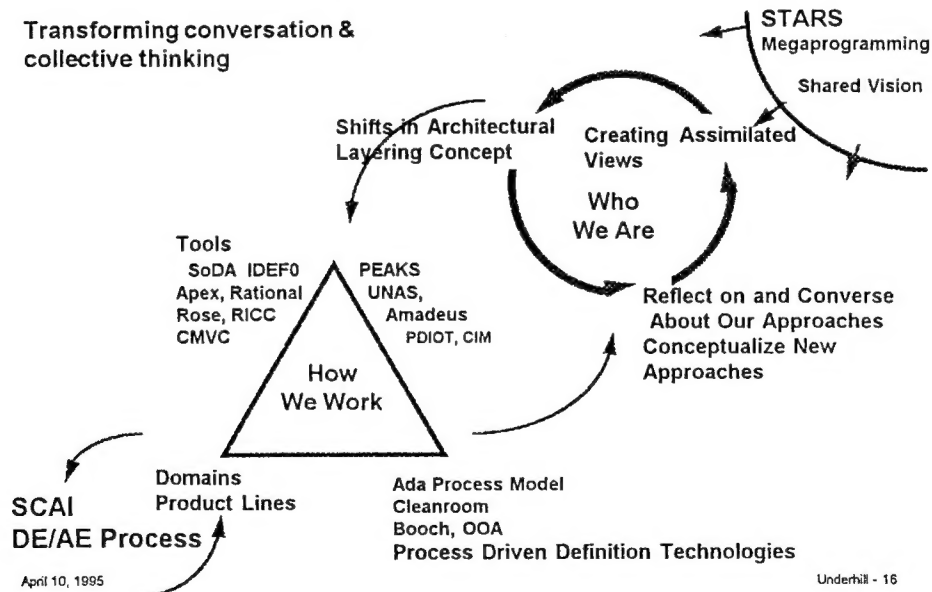 Transforming conversation &
collective thinking
STARS
Megaprogramming
Shared Vision
Shifts in Architectural
Layering Concept
Creating Assimilated
Views
Who
We Are
Reflect on and Converse
About Our Approaches
Conceptualize New
Approaches
Tools
SoDA IDEF0
Apex, Rational
Rose, RICC
CMVC
PEAKS
UNAS,
Amadeus
PDIOT, CIM
How
We Work
Domains
Product Lines
SCAI
DE/AE Process
Ada Process Model
Cleanroom
Booch, OOA
Process Driven Definition Technologies
April 10, 1995
Underhill - 16